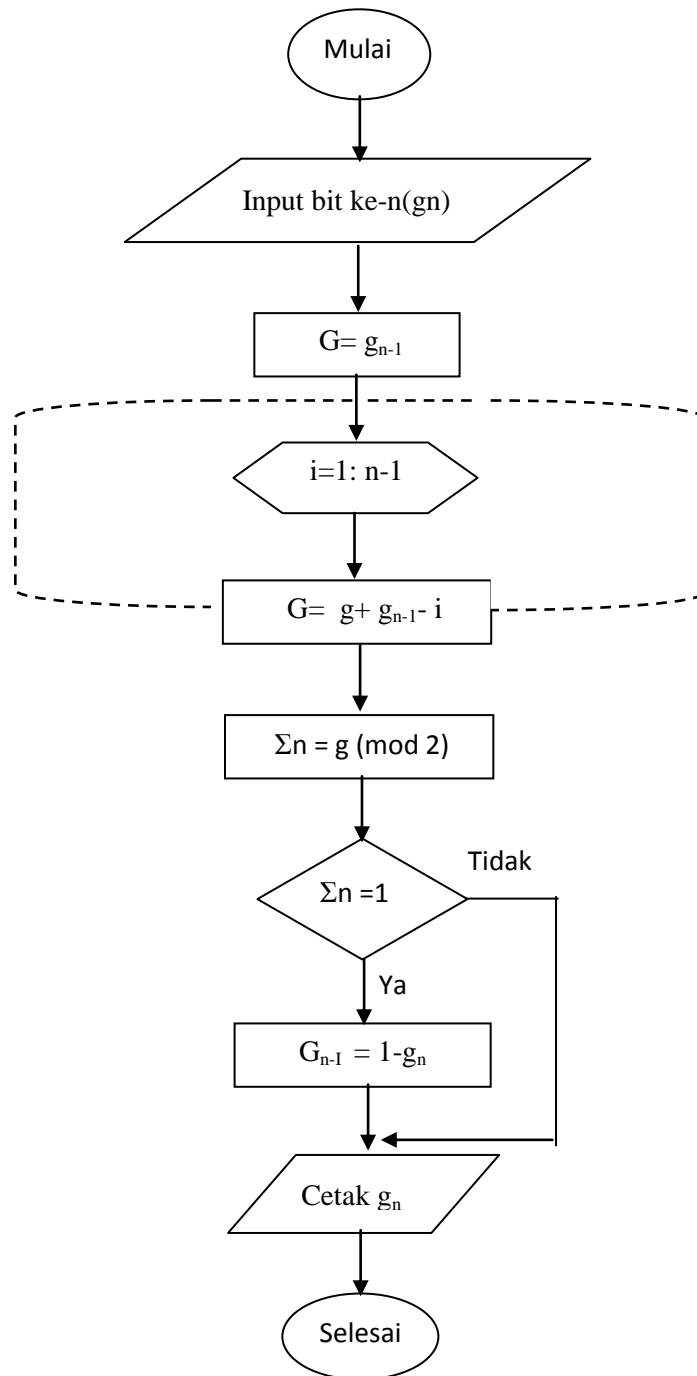 Mulai
Input bit ke-n(gn)
G= gₙ₋₁
i=1: n-1
G=  g+ gₙ₋₁- i
Σn = g (mod 2)
Tidak
Σn =1
Ya
Gₙ₋I = 1-gₙ
Cetak gₙ
Selesai